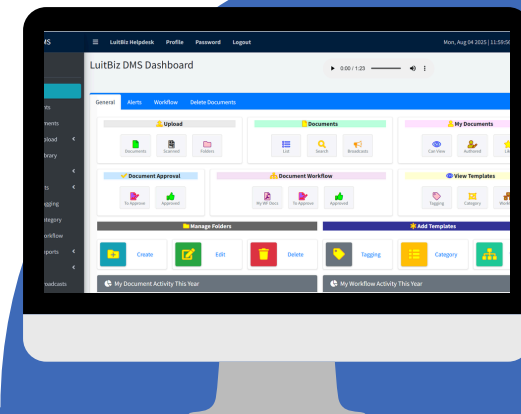 MS
LuitBiz Helpdesk Profile Password Logout Mon, Aug 04 2025 | 11:59:56
LuitBiz DMS Dashboard
0:00 / 1:23
General Alerts Workflow Delete Documents
Upload Documents My Documents
Documents Scanned Folders List Search Broadcasts Can View Authored
Document Approval Document Workflow View Templates
To Approve Approved My WF Docs To Approve Approved Tagging Category
Manage Folders Add Templates
Create Edit Delete Tagging Category
My Document Activity This Year My Workflow Activity This Year
nts
ments
pload
brary
ts
agging
ategory
orkflow
eports
oadcasts